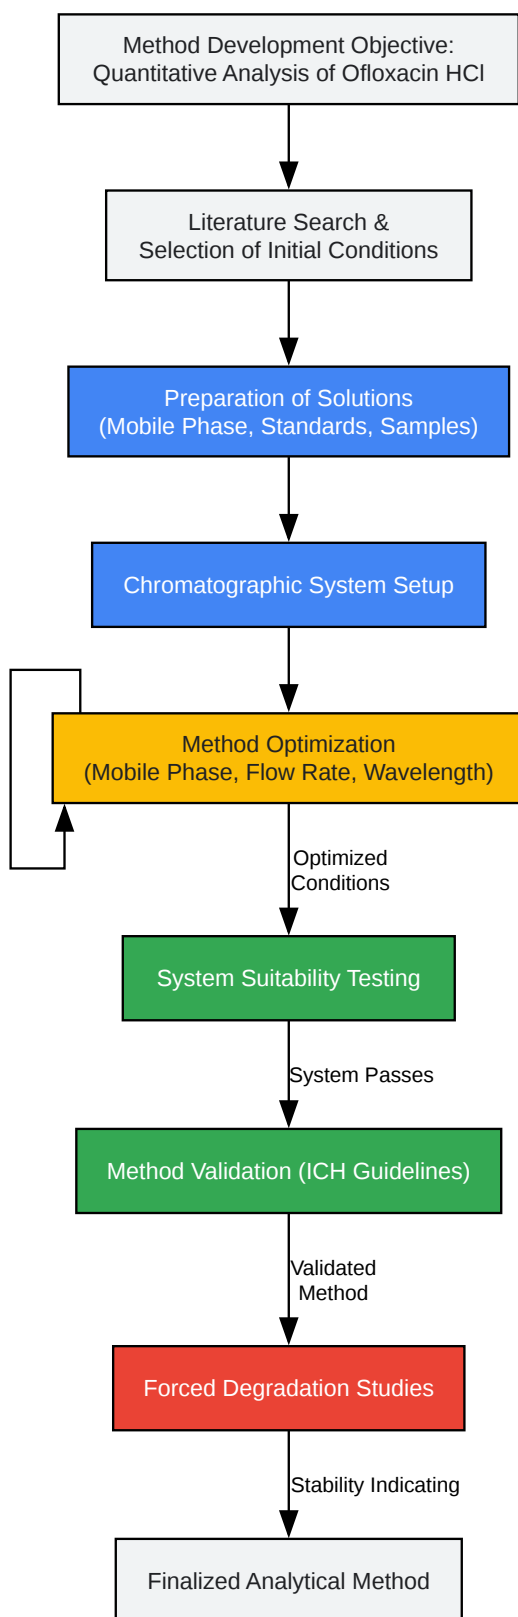 Method Development Objective:
Quantitative Analysis of Ofloxacin HCl
Literature Search &
Selection of Initial Conditions
Preparation of Solutions
(Mobile Phase, Standards, Samples)
Chromatographic System Setup
Method Optimization
(Mobile Phase, Flow Rate, Wavelength)
Optimized
Conditions
System Suitability Testing
System Passes
Method Validation (ICH Guidelines)
Validated
Method
Forced Degradation Studies
Stability Indicating
Finalized Analytical Method